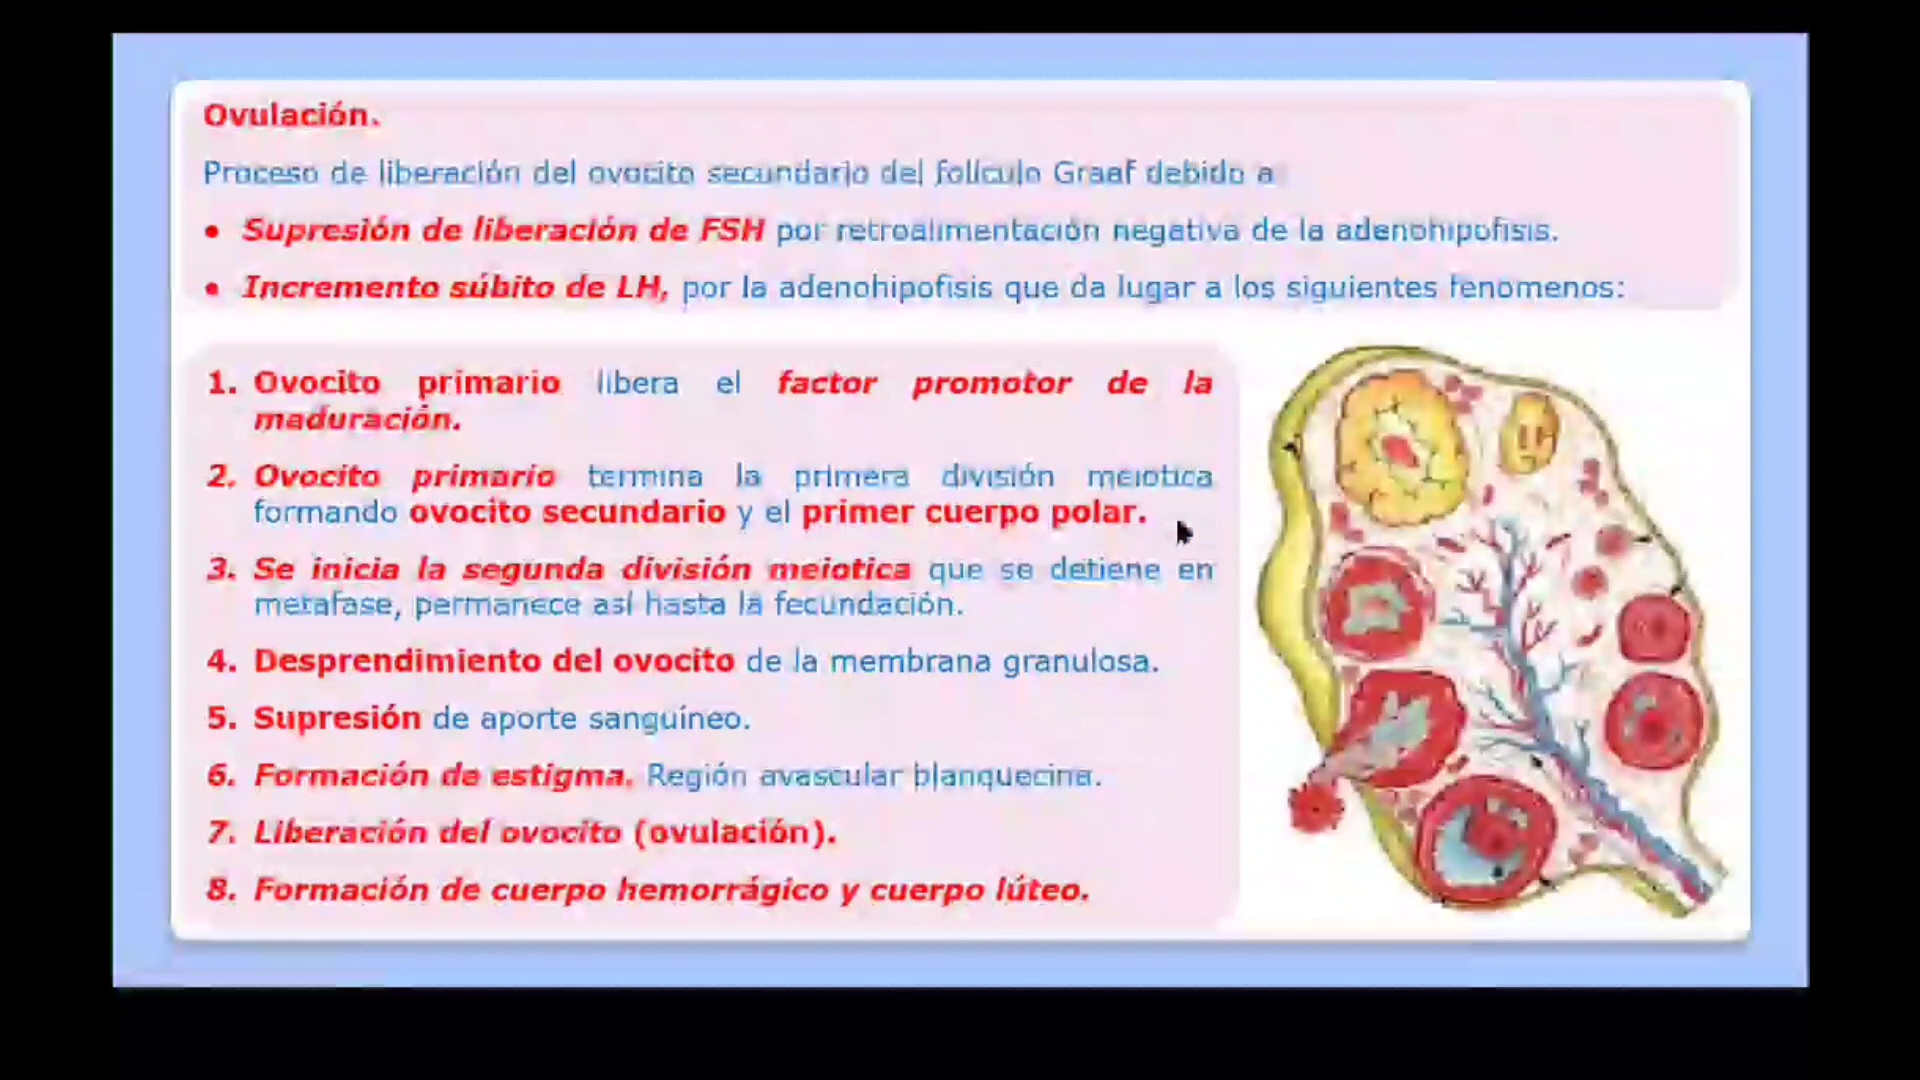 Ovulación.
Proceso de liberación del ovocito secundario del folículo Graaf debido a:
• Supresión de liberación de FSH por retroalimentación negativa de la adenohipofisis.
• Incremento súbito de LH, por la adenohipofisis que da lugar a los siguientes fenomenos:
1. Ovocito primario libera el factor promotor de la
maduración.
2. Ovocito primario termina la primera división meiotica
formando ovocito secundario y el primer cuerpo polar.
3. Se inicia la segunda división meiotica que se detiene en
metafase, permanece así hasta la fecundación.
4. Desprendimiento del ovocito de la membrana granulosa.
5. Supresión de aporte sanguíneo.
6. Formación de estigma. Región avascular blanquecina.
7. Liberación del ovocito (ovulación).
8. Formación de cuerpo hemorrágico y cuerpo lúteo.